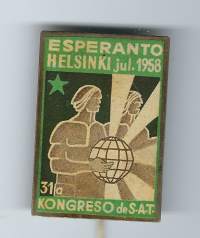 ESPERANTO
HELSINKI jul. 1958
31a
KONGRESO de S-A-T-